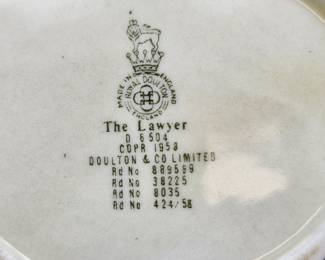 MADE IN ENGLAND
ROYAL DOULTON
ENGLAND
The Lawyer
D 6504
COPR 1958
DOULTON & CO LIMITED
Rd No 889599
Rd No 38225
Rd No 8035
Rd No 424/58